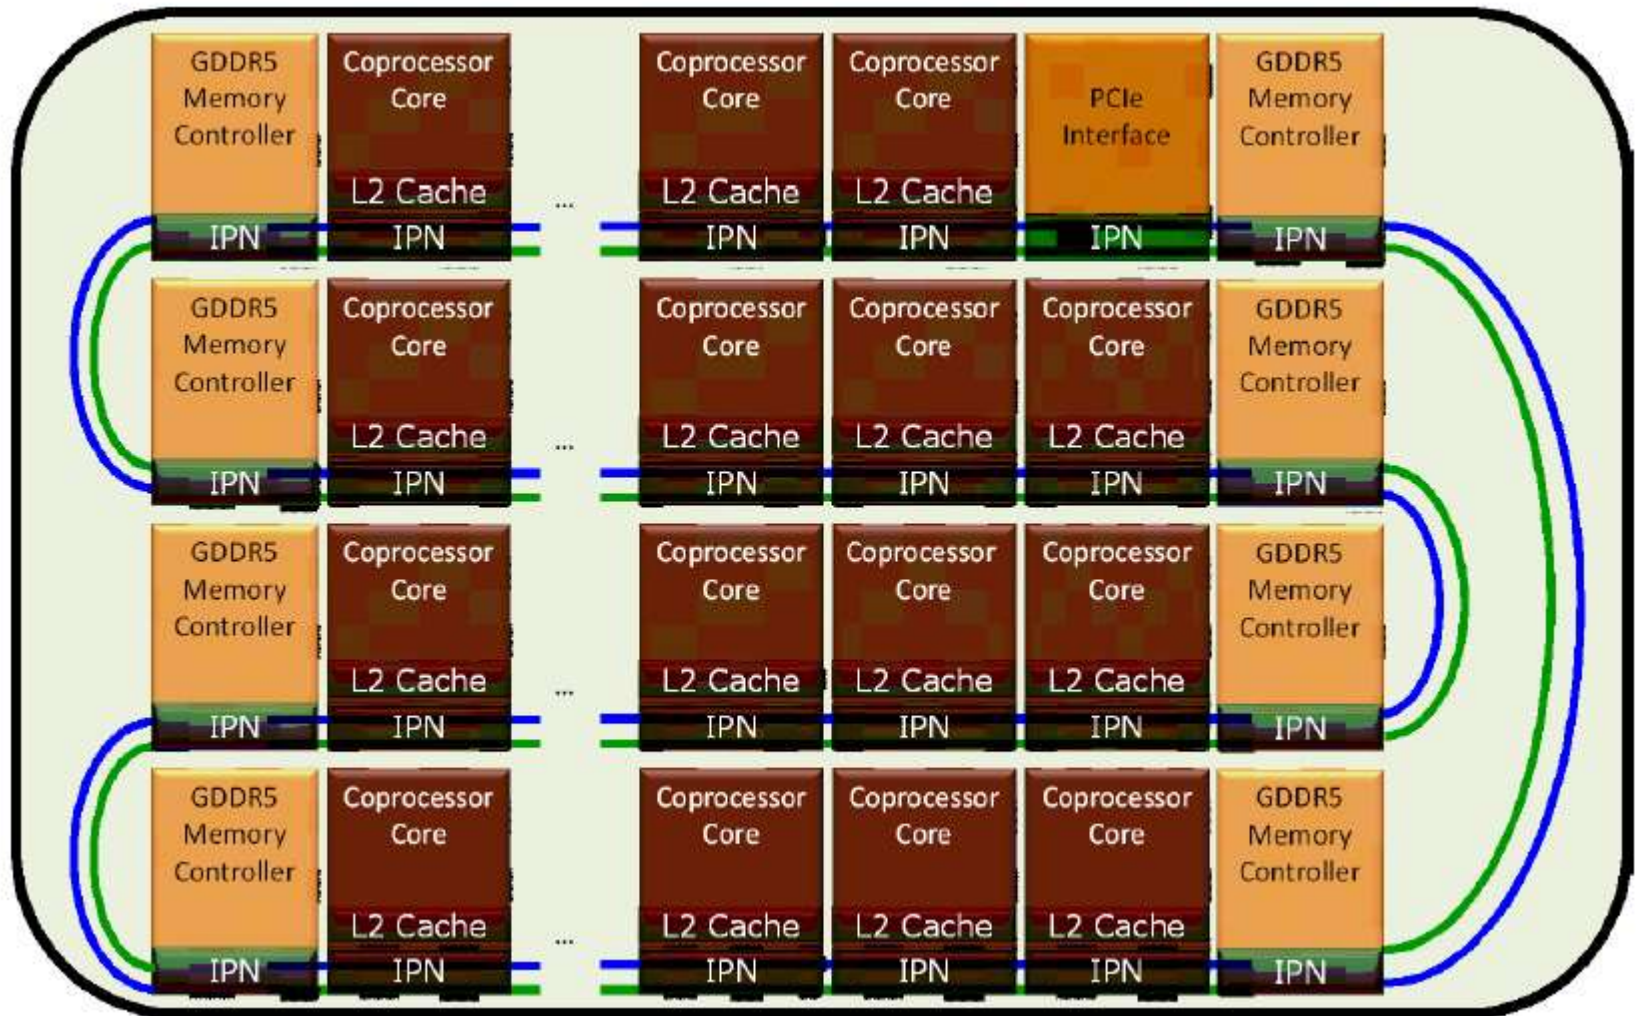 GDDR5
Memory
Controller
IPN
Coprocessor
Core
L2 Cache
IPN
...
Coprocessor
Core
L2 Cache
IPN
Coprocessor
Core
L2 Cache
IPN
PCIe
Interface
IPN
GDDR5
Memory
Controller
IPN
GDDR5
Memory
Controller
IPN
Coprocessor
Core
L2 Cache
IPN
...
Coprocessor
Core
L2 Cache
IPN
Coprocessor
Core
L2 Cache
IPN
Coprocessor
Core
L2 Cache
IPN
GDDR5
Memory
Controller
IPN
GDDR5
Memory
Controller
IPN
Coprocessor
Core
L2 Cache
IPN
...
Coprocessor
Core
L2 Cache
IPN
Coprocessor
Core
L2 Cache
IPN
Coprocessor
Core
L2 Cache
IPN
GDDR5
Memory
Controller
IPN
GDDR5
Memory
Controller
IPN
Coprocessor
Core
L2 Cache
IPN
...
Coprocessor
Core
L2 Cache
IPN
Coprocessor
Core
L2 Cache
IPN
Coprocessor
Core
L2 Cache
IPN
GDDR5
Memory
Controller
IPN